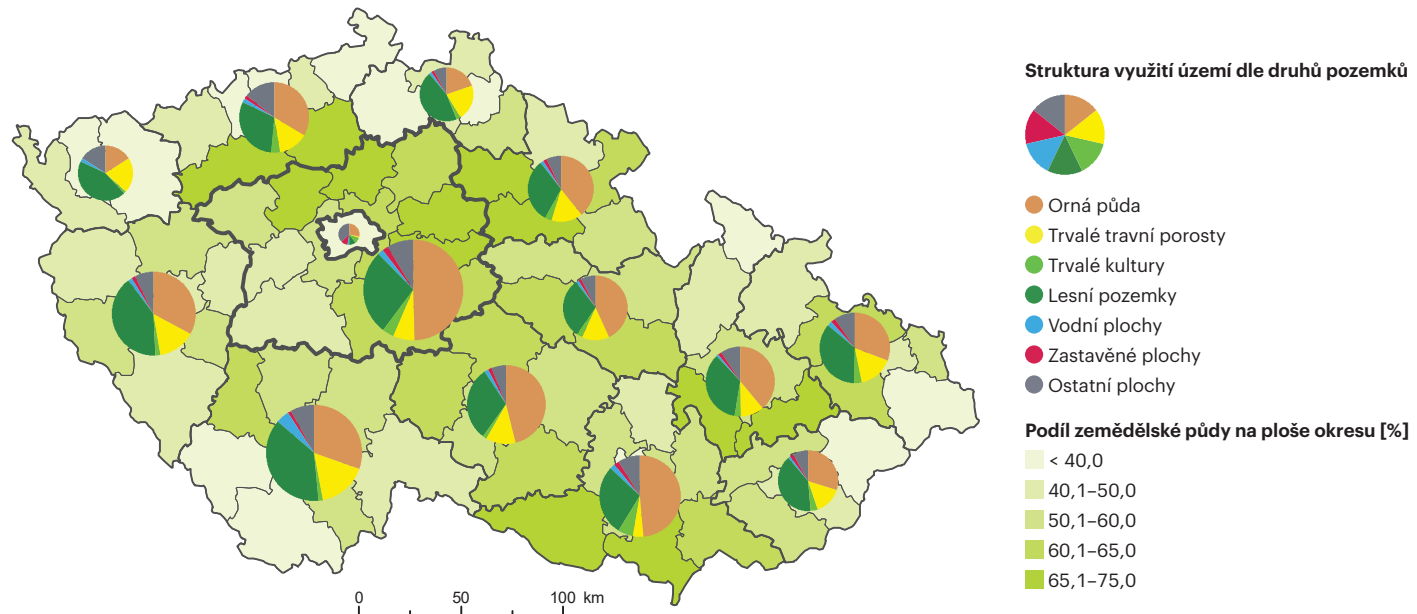 Struktura využití území dle druhů pozemků
Orná půda
Trvalé travní porosty
Trvalé kultury
Lesní pozemky
Vodní plochy
Zastavěné plochy
Ostatní plochy
Podíl zemědělské půdy na ploše okresu [%]
< 40,0
40,1–50,0
50,1–60,0
60,1–65,0
65,1–75,0
0 50 100 km